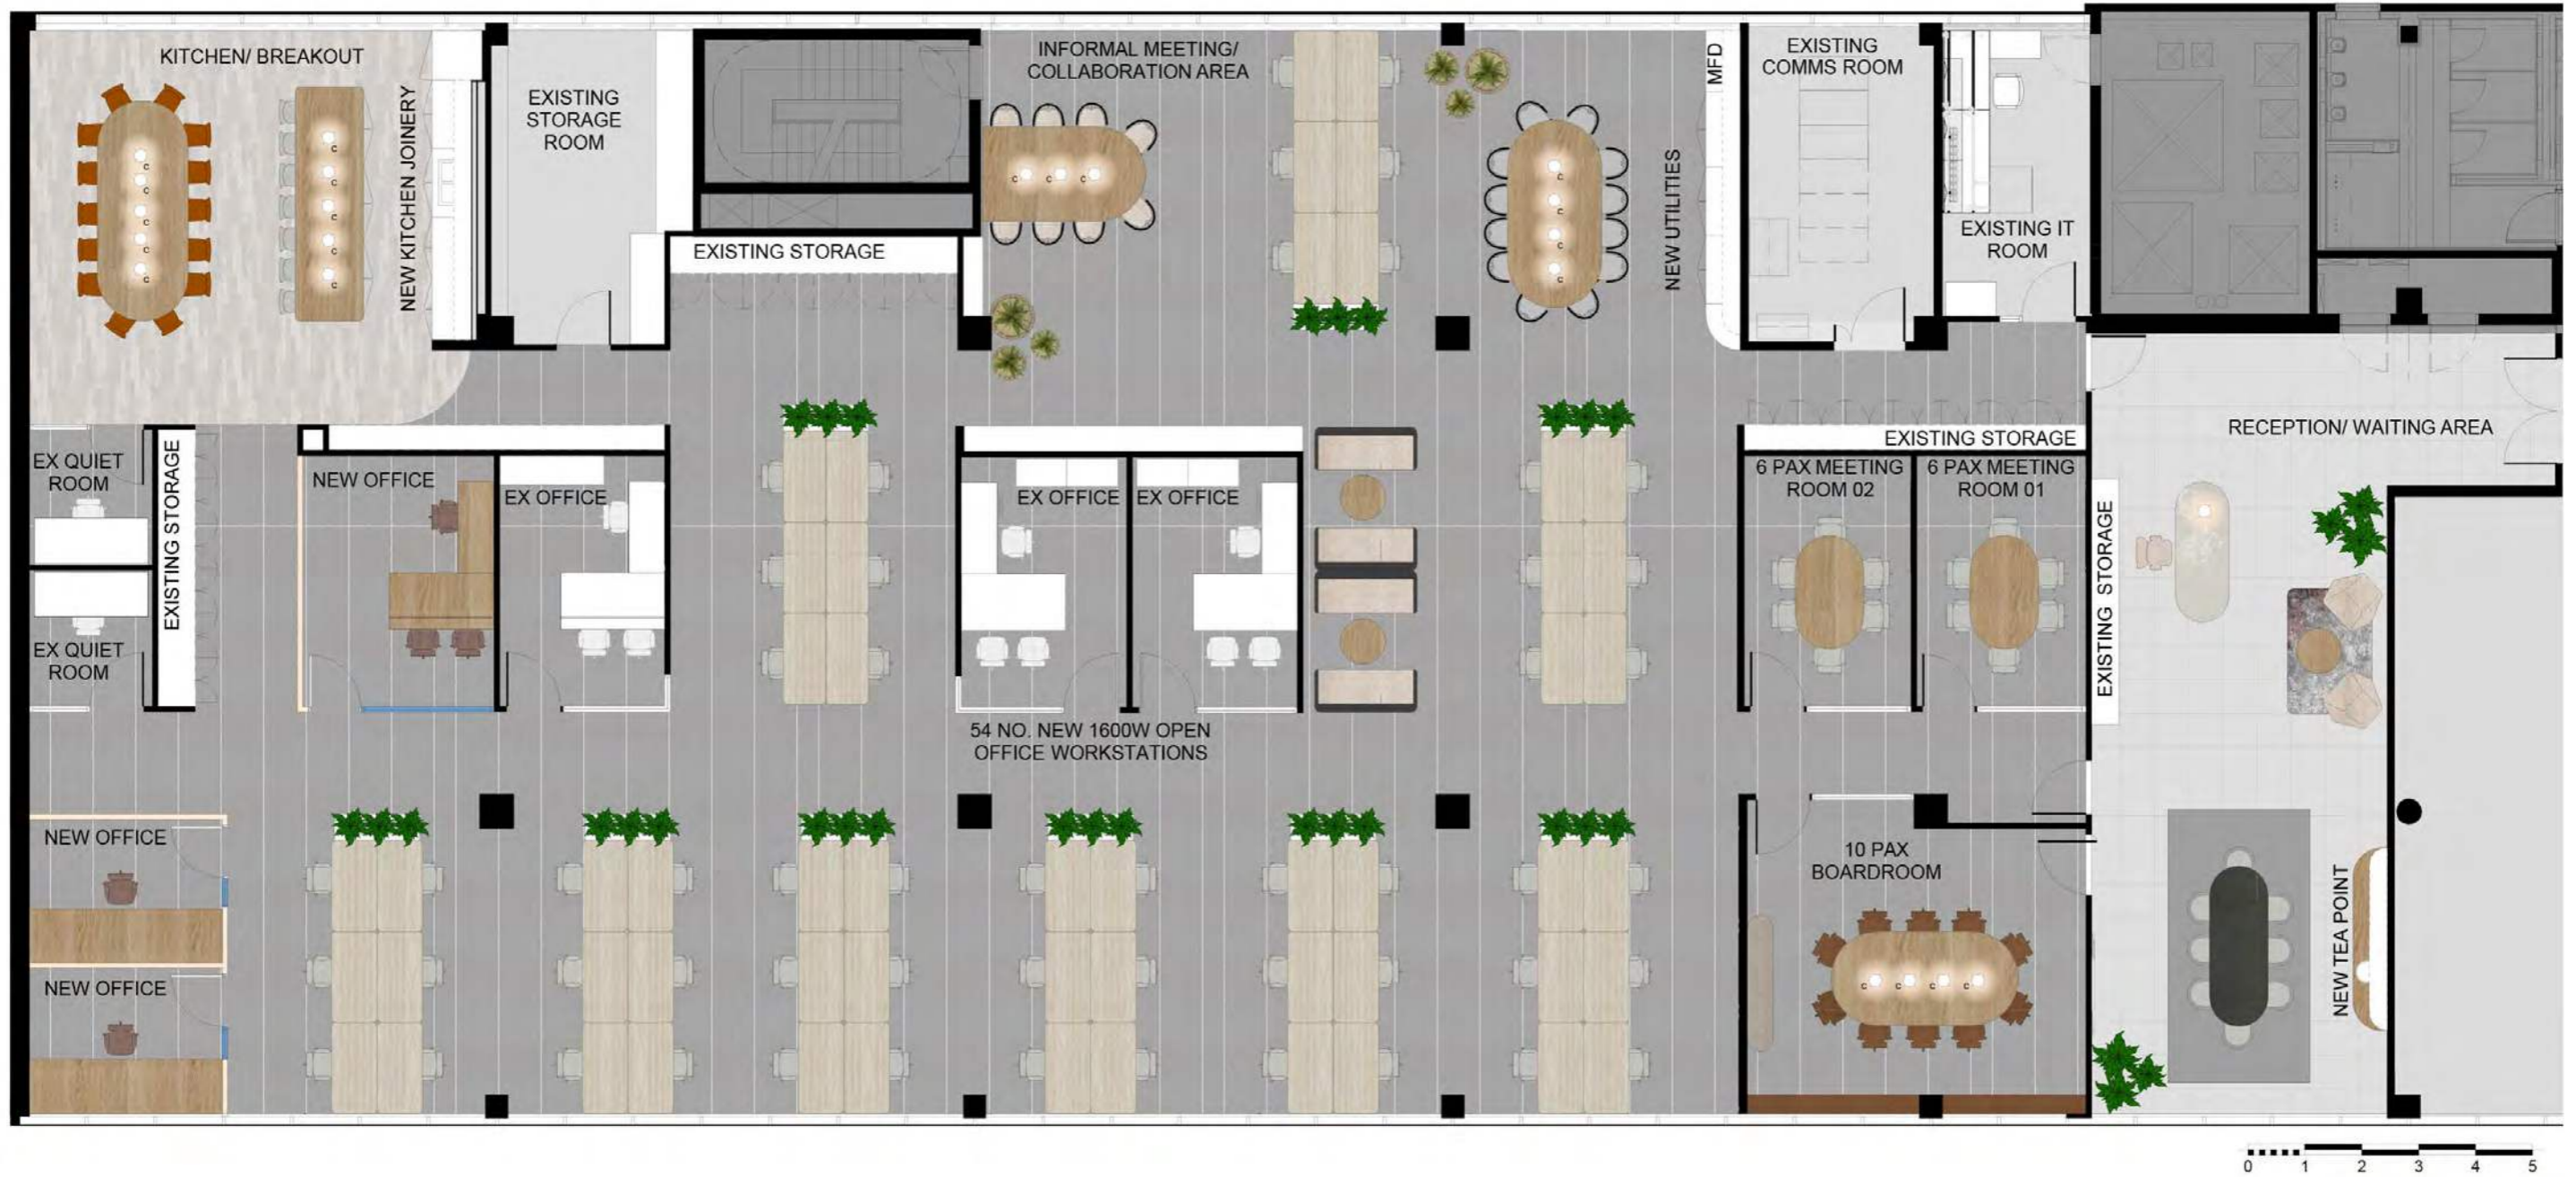 KITCHEN/ BREAKOUT
NEW KITCHEN JOINERY
EXISTING
STORAGE
ROOM
EXISTING STORAGE
INFORMAL MEETING/
COLLABORATION AREA
NEW UTILITIES
MFD
EXISTING
COMMS ROOM
EXISTING IT
ROOM
RECEPTION/ WAITING AREA
EX QUIET
ROOM
EXISTING STORAGE
EX QUIET
ROOM
NEW OFFICE
EX OFFICE
EX OFFICE
EX OFFICE
54 NO. NEW 1600W OPEN
OFFICE WORKSTATIONS
EXISTING STORAGE
6 PAX MEETING
ROOM 02
6 PAX MEETING
ROOM 01
EXISTING STORAGE
NEW OFFICE
NEW OFFICE
10 PAX
BOARDROOM
NEW TEA POINT
0 1 2 3 4 5